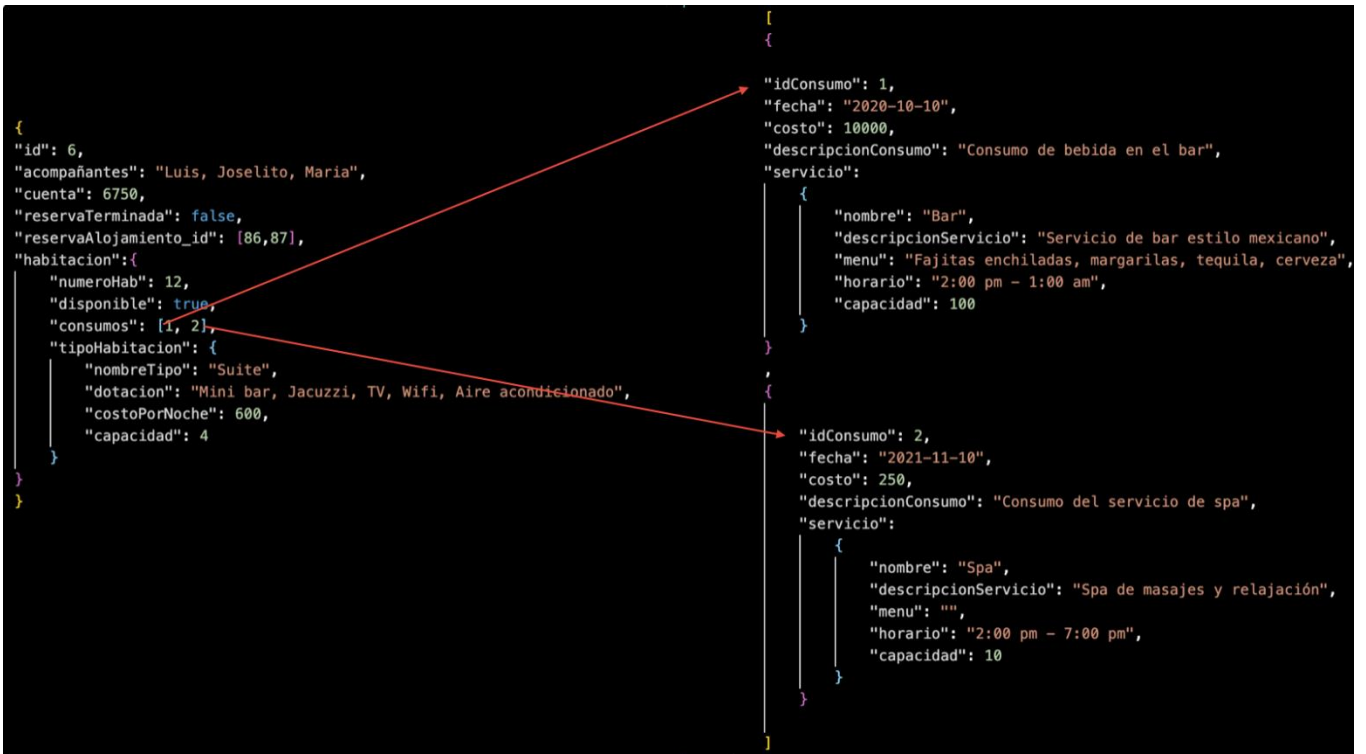 {
"id": 6,
"acompañantes": "Luis, Joselito, Maria",
"cuenta": 6750,
"reservaTerminada": false,
"reservaAlojamiento_id": [86,87],
"habitacion":{
"numeroHab": 12,
"disponible": true,
"consumos": [1, 2],
"tipoHabitacion": {
"nombreTipo": "Suite",
"dotacion": "Mini bar, Jacuzzi, TV, Wifi, Aire acondicionado",
"costoPorNoche": 600,
"capacidad": 4
}
}
}
[
{
"idConsumo": 1,
"fecha": "2020-10-10",
"costo": 10000,
"descripcionConsumo": "Consumo de bebida en el bar",
"servicio":
{
"nombre": "Bar",
"descripcionServicio": "Servicio de bar estilo mexicano",
"menu": "Fajitas enchiladas, margarilas, tequila, cerveza",
"horario": "2:00 pm – 1:00 am",
"capacidad": 100
}
}
,
{
"idConsumo": 2,
"fecha": "2021-11-10",
"costo": 250,
"descripcionConsumo": "Consumo del servicio de spa",
"servicio":
{
"nombre": "Spa",
"descripcionServicio": "Spa de masajes y relajación",
"menu": "",
"horario": "2:00 pm – 7:00 pm",
"capacidad": 10
}
}
]